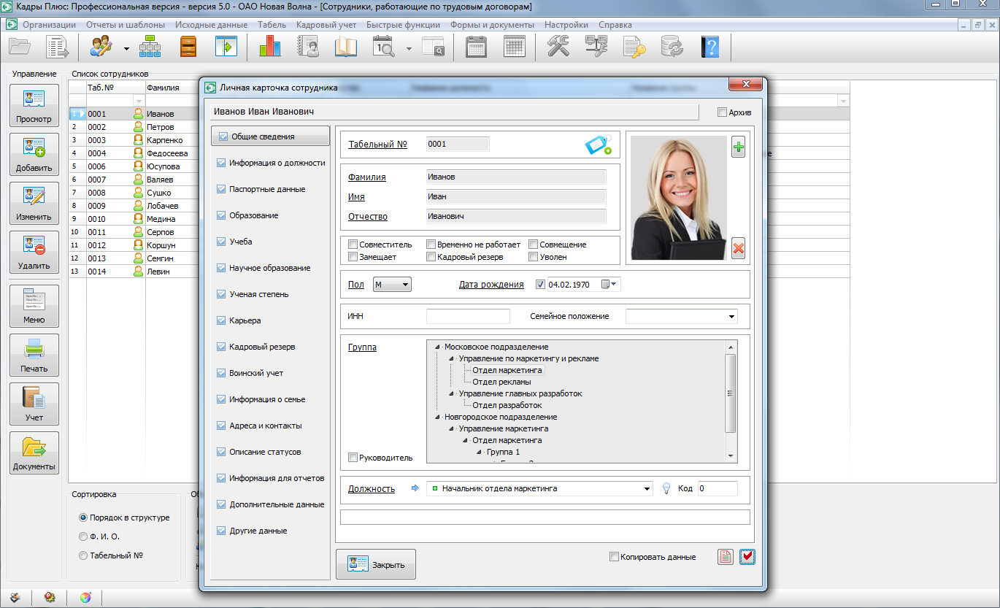 Кадры Плюс: Профессиональная версия - версия 5.0 - ОАО Новая Волна - [Сотрудники, работающие по трудовым договорам]
Организации Отчеты и шаблоны Исходные данные Табель Кадровый учет Быстрые функции Формы и документы Настройки Справка
Управление
Просмотр
Добавить
Изменить
Удалить
Меню
Печать
Учет
Документы
Список сотрудников
Таб.№ Фамилия
1 0001 Иванов
2 0002 Петров
3 0003 Карпенко
4 0004 Федосеева
5 0006 Юсупова
6 0007 Валяев
7 0008 Сушко
8 0009 Лобачев
9 0010 Медина
10 0011 Серпов
11 0012 Коршун
12 0013 Семгин
13 0014 Левин
Сортировка
Порядок в структуре
Ф. И. О.
Табельный №
Личная карточка сотрудника
Иванов Иван Иванович
Архив
Общие сведения
Информация о должности
Паспортные данные
Образование
Учеба
Научное образование
Ученая степень
Карьера
Кадровый резерв
Воинский учет
Информация о семье
Адреса и контакты
Описание статусов
Информация для отчетов
Дополнительные данные
Другие данные
Табельный № 0001
Фамилия Иванов
Имя Иван
Отчество Иванович
Совместитель Временно не работает Совмещение
Замещает Кадровый резерв Уволен
Пол М Дата рождения 04.02.1970
ИНН Семейное положение
Группа
Московское подразделение
Управление по маркетингу и рекламе
Отдел маркетинга
Отдел рекламы
Управление главных разработок
Отдел разработок
Новгородское подразделение
Управление маркетинга
Отдел маркетинга
Группа 1
Руководитель
Должность Начальник отдела маркетинга Код 0
Закрыть
Копировать данные